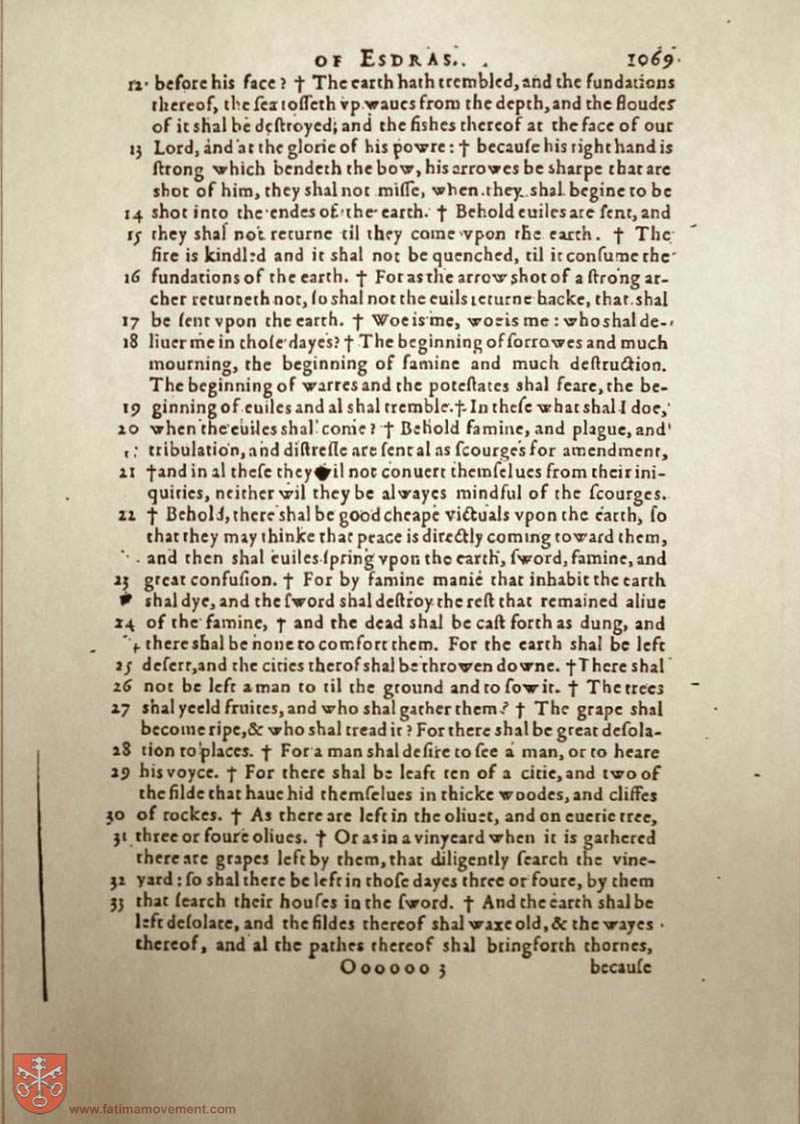 OF ESDRAS. 1069.
12. before his face? † The earth hath trembled, and the fundations
thereof, the sea tosseth vp waues from the depth, and the floudes
of it shal be destroyed; and the fishes thereof at the face of our
13 Lord, and at the glorie of his powre: † becauſe his right hand is
ſtrong which bendeth the bow, his arrowes be sharpe that are
shot of him, they shal not miſſe, when they shal begine to be
14 shot into the endes of the earth. † Behold euiles are ſent, and
15 they shal not returne til they come vpon the earth. † The
fire is kindled and it shal not be quenched, til it conſume the
16 fundations of the earth. † For as the arrow shot of a ſtrong ar-
cher returneth not, ſo shal not the euils returne backe, that shal
17 be ſent vpon the earth. † Woe is me, woe is me: who shal de-
18 liuer me in thoſe dayes? † The beginning of ſorrowes and much
mourning, the beginning of famine and much deſtruction.
The beginning of warres and the poteſtates shal feare, the be-
19 ginning of euiles and al shal tremble. † In theſe what shal I doe,
20 when the euiles shal come? † Behold famine, and plague, and
tribulation, and diſtreſſe are ſent al as ſcourges for amendment,
21 † and in al theſe they wil not conuert themſelues from their ini-
quities, neither wil they be alwayes mindful of the ſcourges.
22 † Behold, there shal be good cheape victuals vpon the earth, ſo
that they may thinke that peace is directly coming toward them,
and then shal euiles ſpring vpon the earth, ſword, famine, and
23 great confuſion. † For by famine manie that inhabit the earth
shal dye, and the ſword shal deſtroy the reſt that remained aliue
24 of the famine, † and the dead shal be caſt forth as dung, and
there shal be none to comfort them. For the earth shal be left
25 deſert, and the cities therof shal be throwen downe. † There shal
26 not be left a man to til the ground and to ſow it. † The trees
27 shal yeeld fruites, and who shal gather them? † The grape shal
become ripe, & who shal tread it? For there shal be great deſola-
28 tion to places. † For a man shal deſire to ſee a man, or to heare
29 his voyce. † For there shal be leaft ten of a citie, and two of
the filde that haue hid themſelues in thicke woodes, and cliffes
30 of rockes. † As there are left in the oliuet, and on euerie tree,
31 three or foure oliues. † Or as in a vinyeard when it is gathered
there are grapes left by them, that diligently ſearch the vine-
32 yard: ſo shal there be left in thoſe dayes three or foure, by them
33 that ſearch their houſes in the ſword. † And the earth shal be
left deſolate, and the fildes thereof shal waxe old, & the wayes
thereof, and al the pathes thereof shal bring forth thornes,
Oooooo 3 becauſe
www.fatimamovement.com